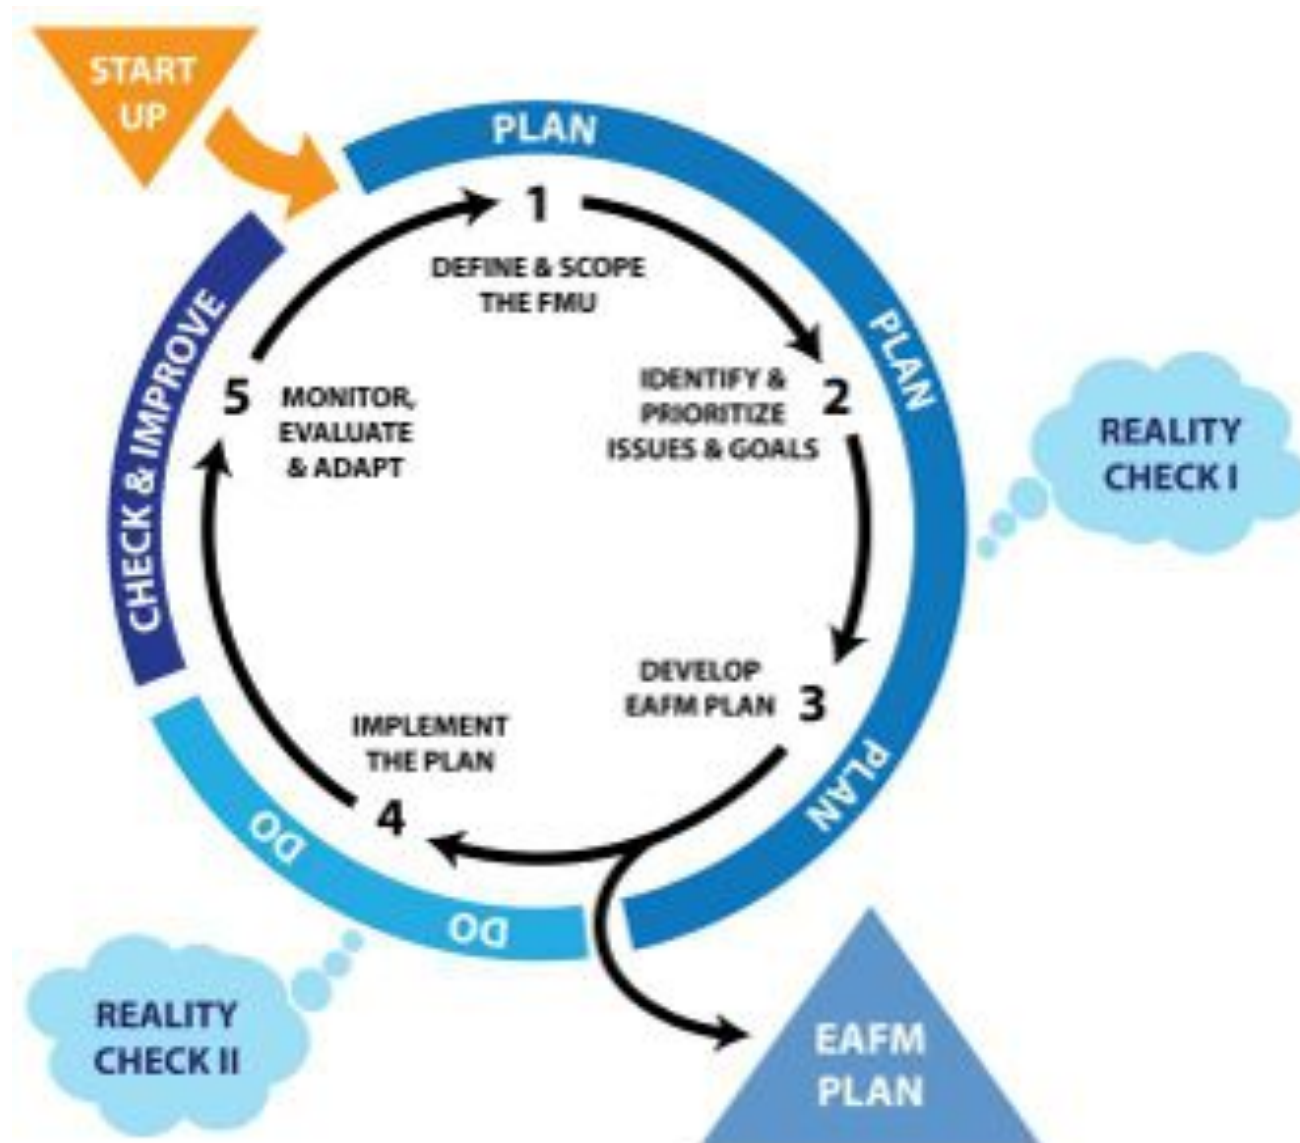 START
UP
PLAN
1
DEFINE & SCOPE
THE FMU
PLAN
IDENTIFY &
PRIORITIZE
ISSUES & GOALS
2
REALITY
CHECK I
DEVELOP
EAFM PLAN
3
PLAN
EAFM
PLAN
IMPLEMENT
THE PLAN
4
DO
DO
REALITY
CHECK II
5
MONITOR,
EVALUATE
& ADAPT
CHECK & IMPROVE